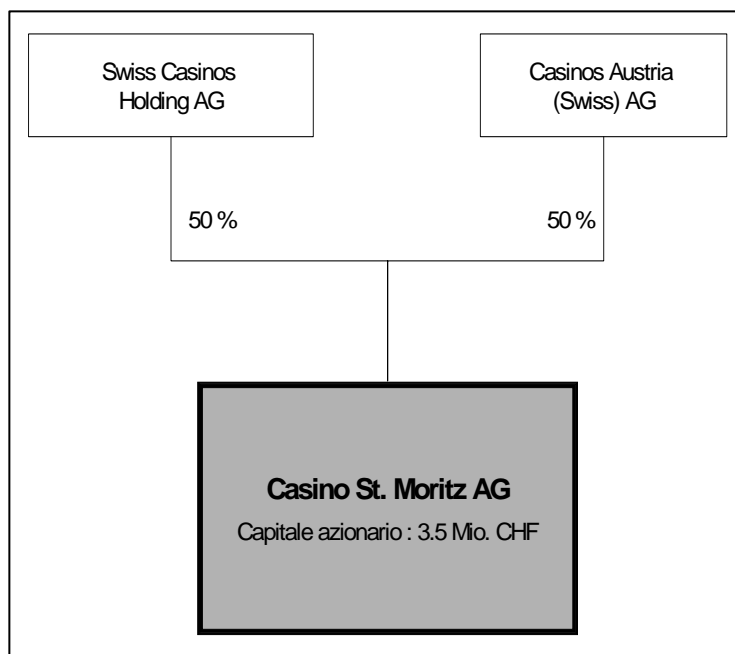 Swiss Casinos
Holding AG
Casinos Austria
(Swiss) AG
50 %
50 %
Casino St. Moritz AG
Capitale azionario : 3.5 Mio. CHF